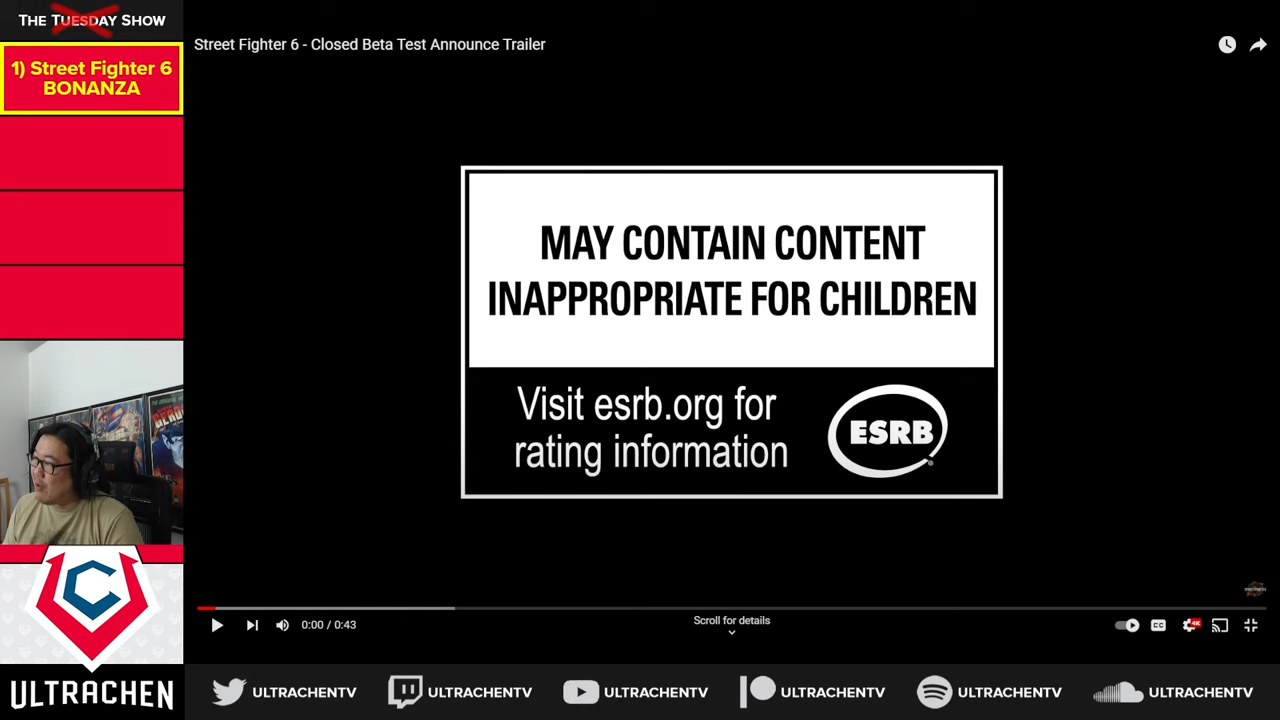 THE TUESDAY SHOW
1) Street Fighter 6
BONANZA
Street Fighter 6 - Closed Beta Test Announce Trailer
MAY CONTAIN CONTENT
INAPPROPRIATE FOR CHILDREN
Visit esrb.org for
rating information
ESRB
0:00 / 0:43
Scroll for details
CC
4K
C
ULTRACHEN
ULTRACHENTV
ULTRACHENTV
ULTRACHENTV
ULTRACHENTV
ULTRACHENTV
ULTRACHENTV